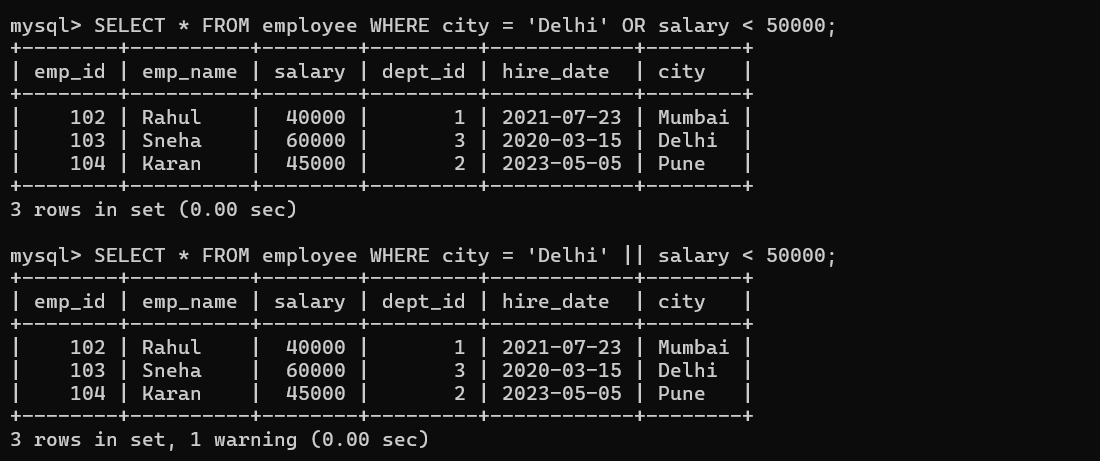 mysql> SELECT * FROM employee WHERE city = 'Delhi' OR salary < 50000;
+--------+----------+--------+---------+------------+--------+
| emp_id | emp_name | salary | dept_id | hire_date  | city   |
+--------+----------+--------+---------+------------+--------+
|    102 | Rahul    |  40000 |       1 | 2021-07-23 | Mumbai |
|    103 | Sneha    |  60000 |       3 | 2020-03-15 | Delhi  |
|    104 | Karan    |  45000 |       2 | 2023-05-05 | Pune   |
+--------+----------+--------+---------+------------+--------+
3 rows in set (0.00 sec)

mysql> SELECT * FROM employee WHERE city = 'Delhi' || salary < 50000;
+--------+----------+--------+---------+------------+--------+
| emp_id | emp_name | salary | dept_id | hire_date  | city   |
+--------+----------+--------+---------+------------+--------+
|    102 | Rahul    |  40000 |       1 | 2021-07-23 | Mumbai |
|    103 | Sneha    |  60000 |       3 | 2020-03-15 | Delhi  |
|    104 | Karan    |  45000 |       2 | 2023-05-05 | Pune   |
+--------+----------+--------+---------+------------+--------+
3 rows in set, 1 warning (0.00 sec)